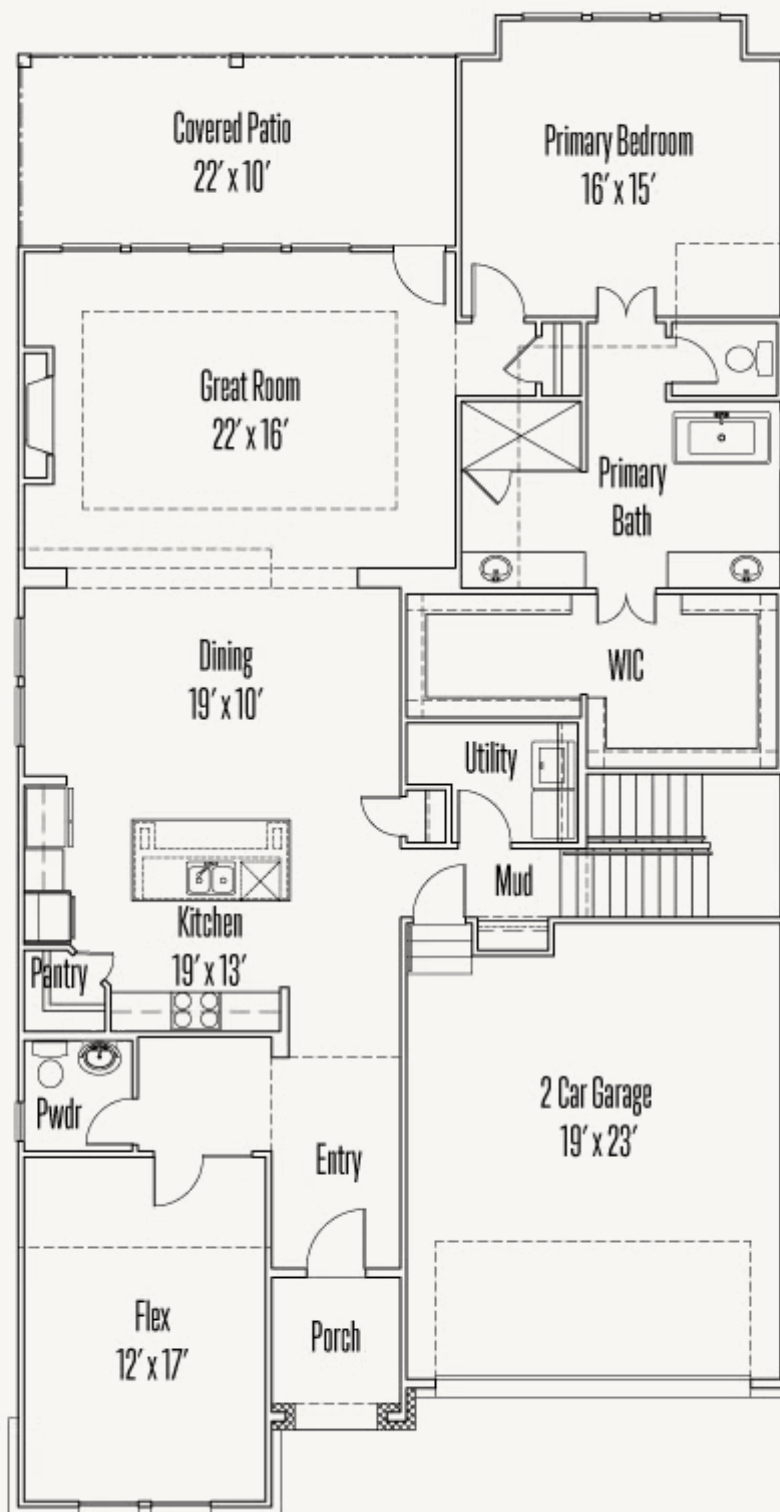 Covered Patio
22' x 10'
Primary Bedroom
16' x 15'
Great Room
22' x 16'
Primary
Bath
Dining
19' x 10'
WIC
Utility
Mud
Kitchen
19' x 13'
Pantry
Pwdr
Entry
2 Car Garage
19' x 23'
Flex
12' x 17'
Porch